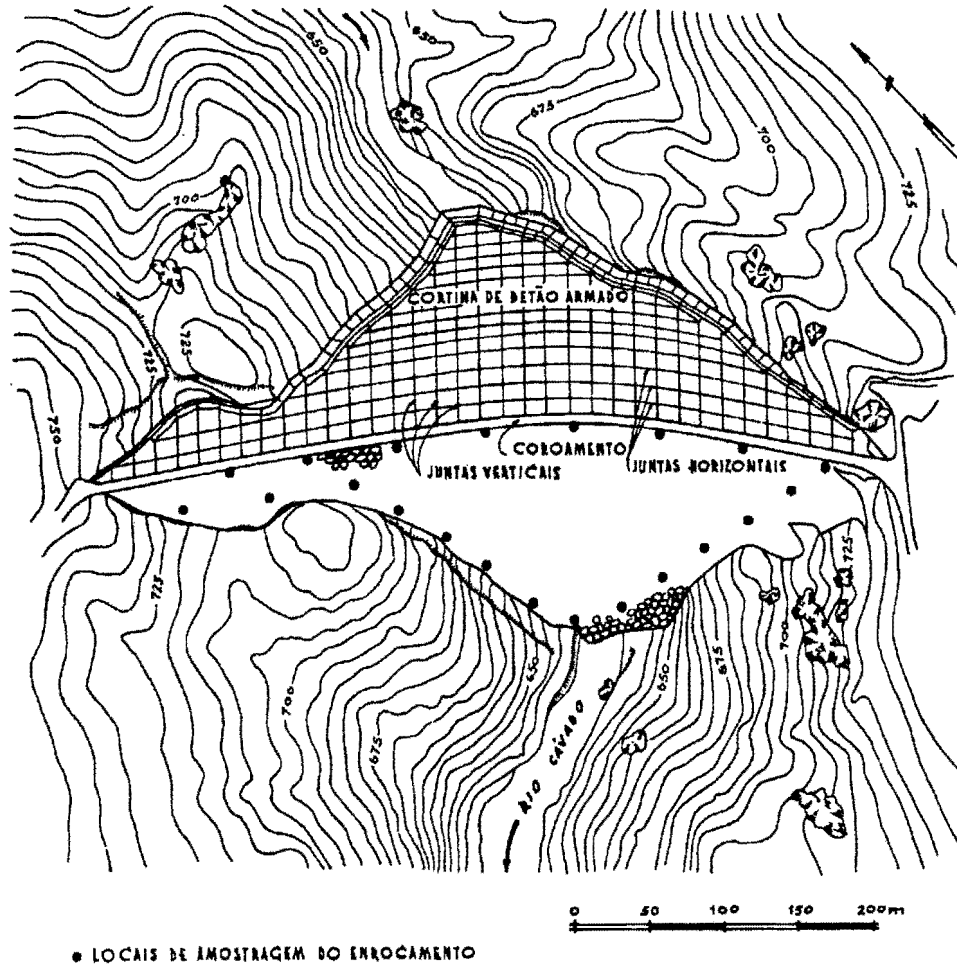 650
650
675
700
725
700
CORTINA DE BETÃO ARMADO
725
725
750
COROAMENTO
JUNTAS VERTICAIS
JUNTAS HORIZONTAIS
725
725
700
675
650
RIO CÁVADO
650
675
700
0 50 100 150 200m
LOCAIS DE AMOSTRAGEM DO ENROCAMENTO